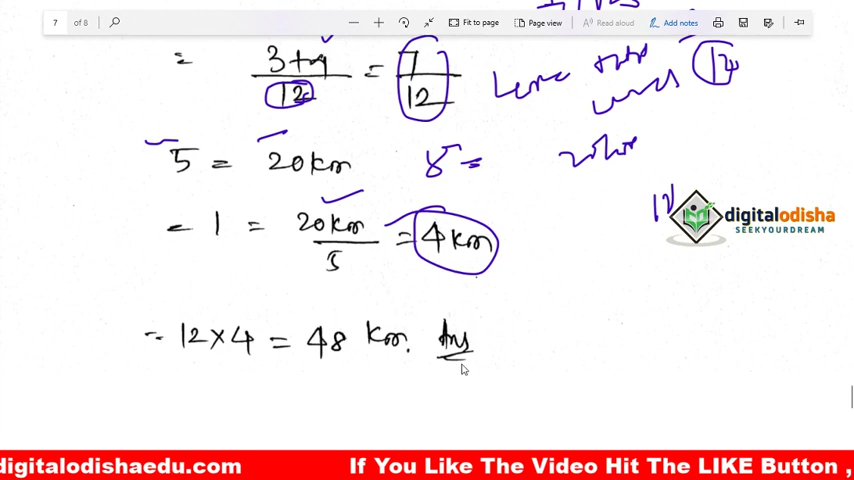 7 of 8 Fit to page Page view Read aloud Add notes
= 3+4/12 = 7/12 12
5 = 20km 8 =
= 1 = 20km/5 = 4km
digitalodisha
SEEKYOURDREAM
= 12×4 = 48 Km. Ans
digitalodishaedu.com If You Like The Video Hit The LIKE Button ,